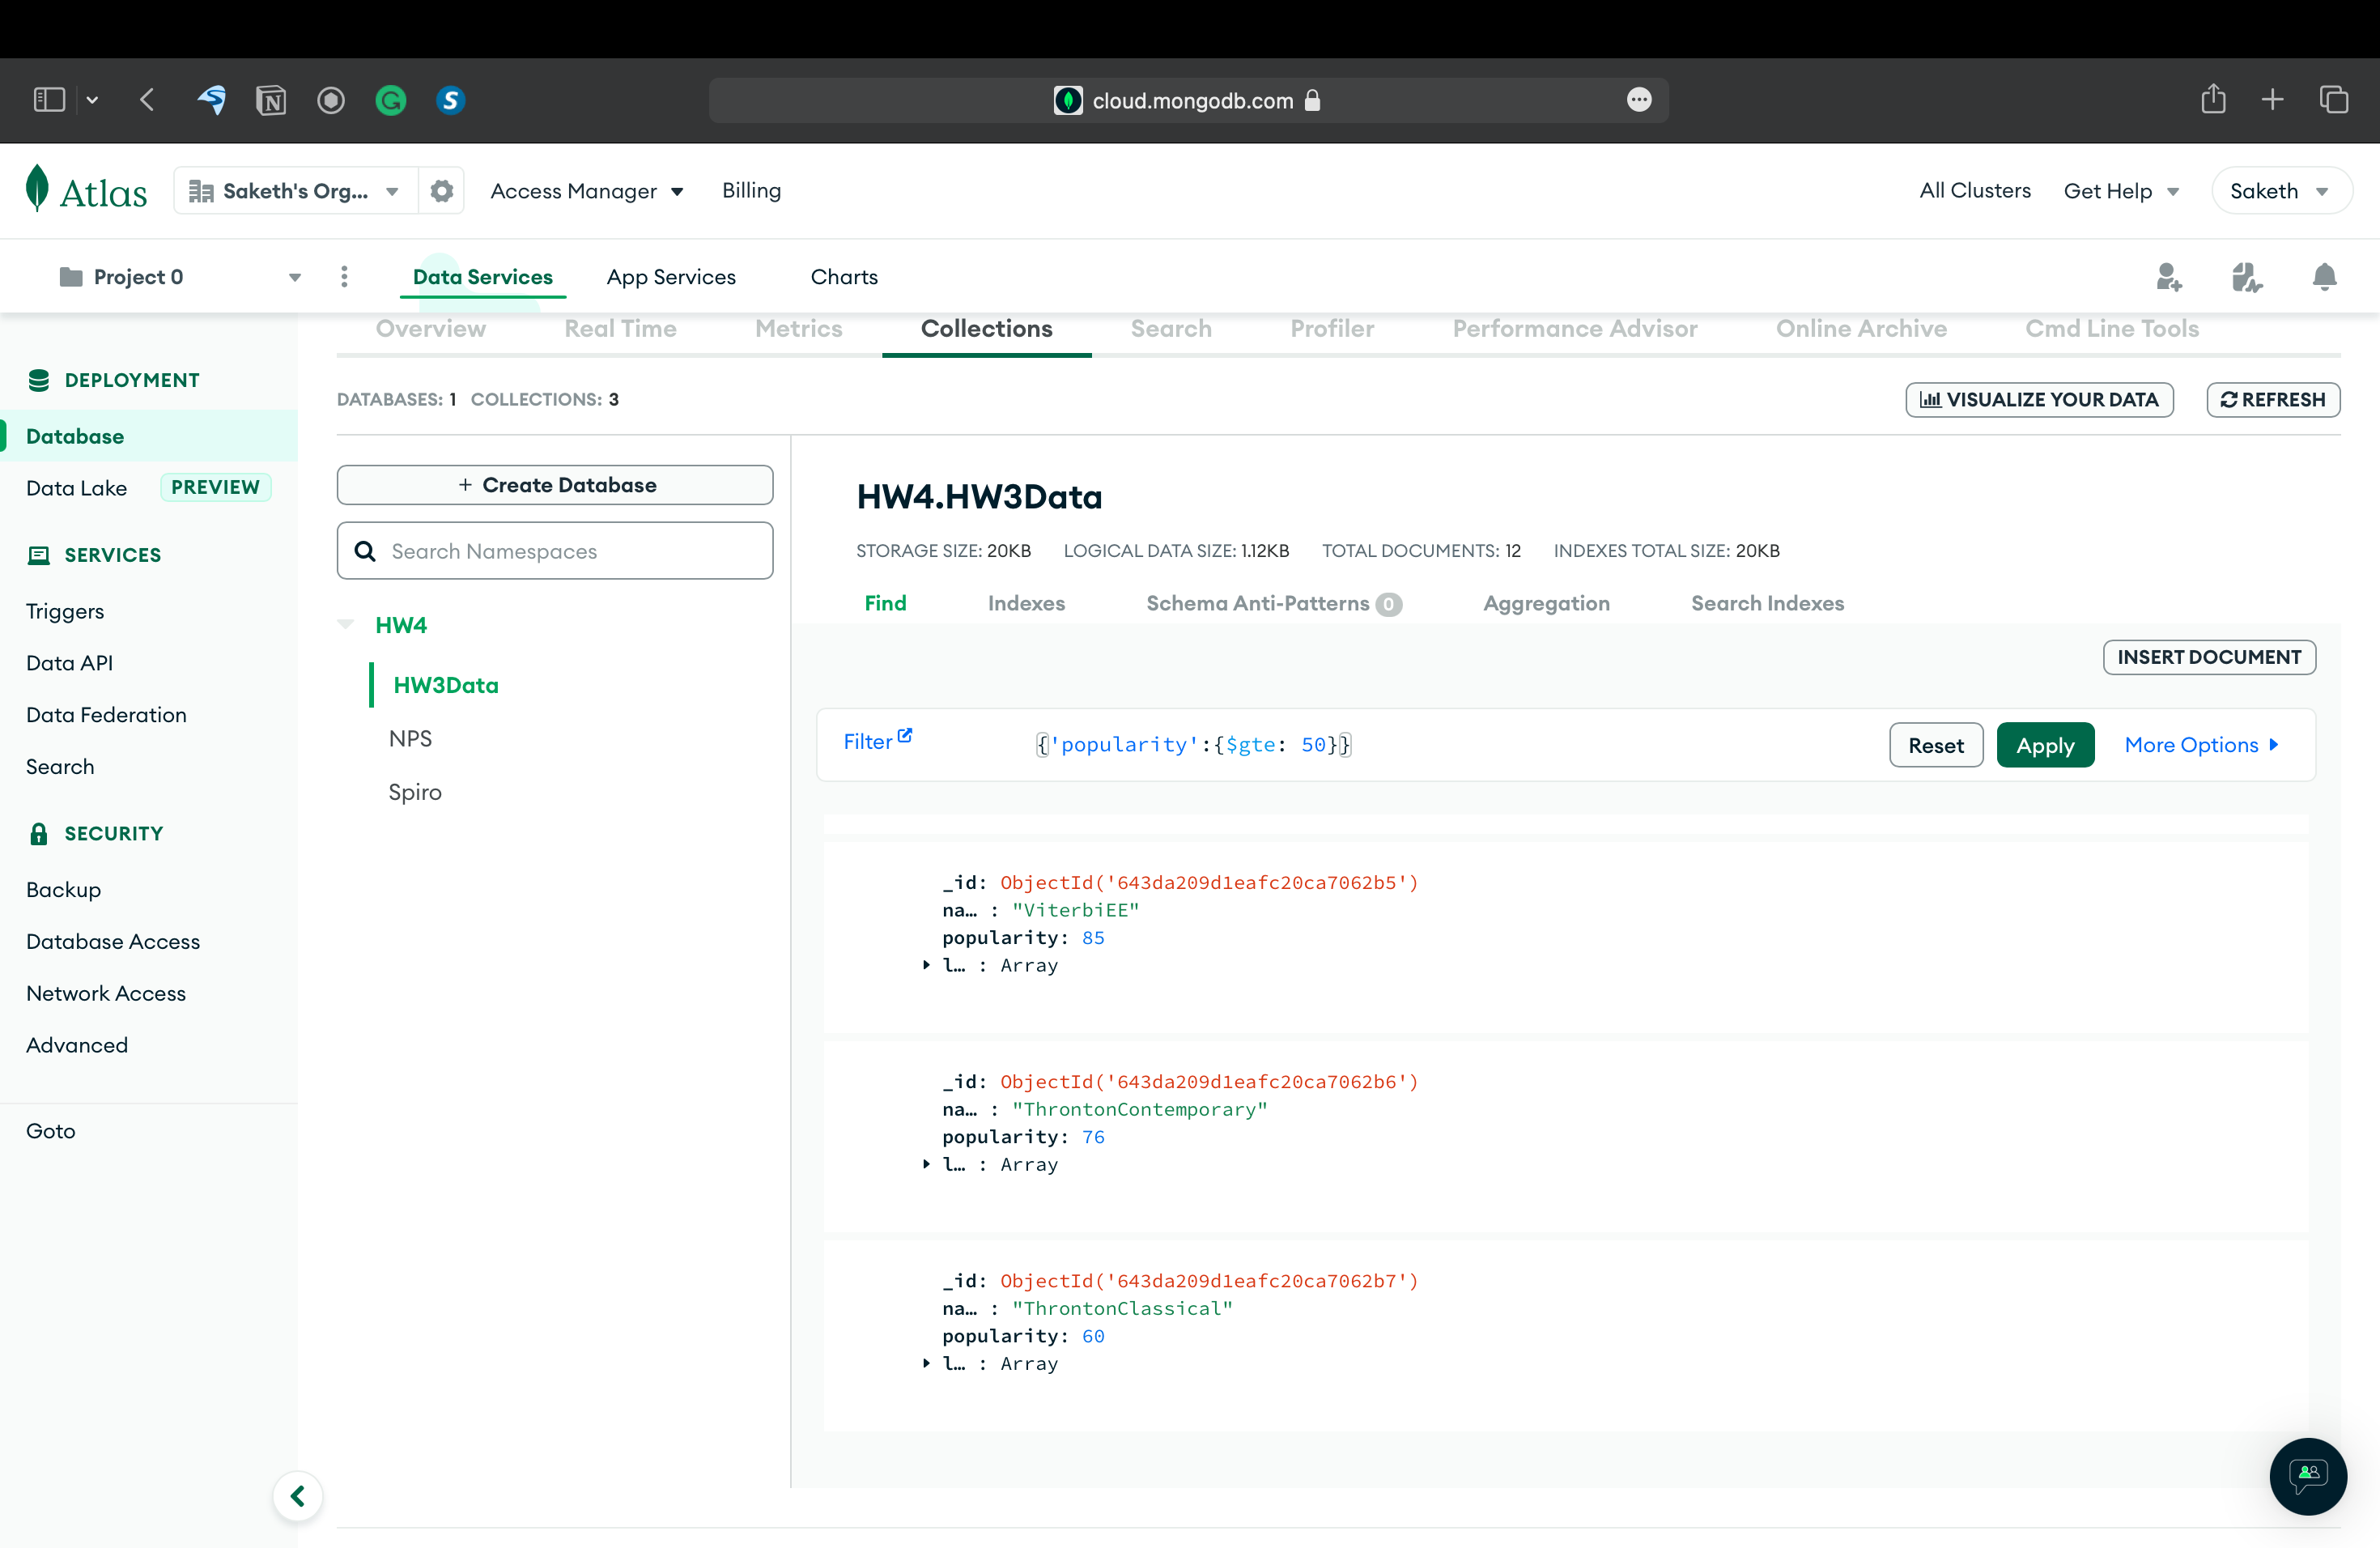 cloud.mongodb.com
Atlas
Saketh's Org...
Access Manager
Billing
All Clusters
Get Help
Saketh
Project 0
Data Services
App Services
Charts
Overview
Real Time
Metrics
Collections
Search
Profiler
Performance Advisor
Online Archive
Cmd Line Tools
DEPLOYMENT
Database
Data Lake
PREVIEW
SERVICES
Triggers
Data API
Data Federation
Search
SECURITY
Backup
Database Access
Network Access
Advanced
Goto
DATABASES: 1 COLLECTIONS: 3
VISUALIZE YOUR DATA
REFRESH
+ Create Database
Search Namespaces
HW4
HW3Data
NPS
Spiro
HW4.HW3Data
STORAGE SIZE: 20KB LOGICAL DATA SIZE: 1.12KB TOTAL DOCUMENTS: 12 INDEXES TOTAL SIZE: 20KB
Find
Indexes
Schema Anti-Patterns 0
Aggregation
Search Indexes
INSERT DOCUMENT
Filter
{'popularity':{$gte: 50}}
Reset
Apply
More Options
_id: ObjectId('643da209d1eafc20ca7062b5')
na… : "ViterbiEE"
popularity: 85
l… : Array
_id: ObjectId('643da209d1eafc20ca7062b6')
na… : "ThrontonContemporary"
popularity: 76
l… : Array
_id: ObjectId('643da209d1eafc20ca7062b7')
na… : "ThrontonClassical"
popularity: 60
l… : Array